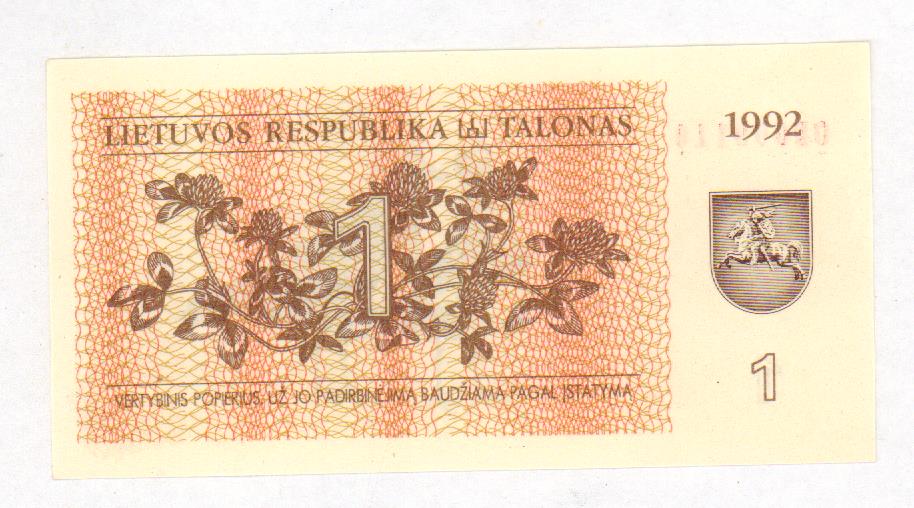 LIETUVOS RESPUBLIKA TALONAS
1992
1
VERTYBINIS POPIERIUS. UŽ JO PADIRBINĖJIMĄ BAUDŽIAMA PAGAL ĮSTATYMĄ
1